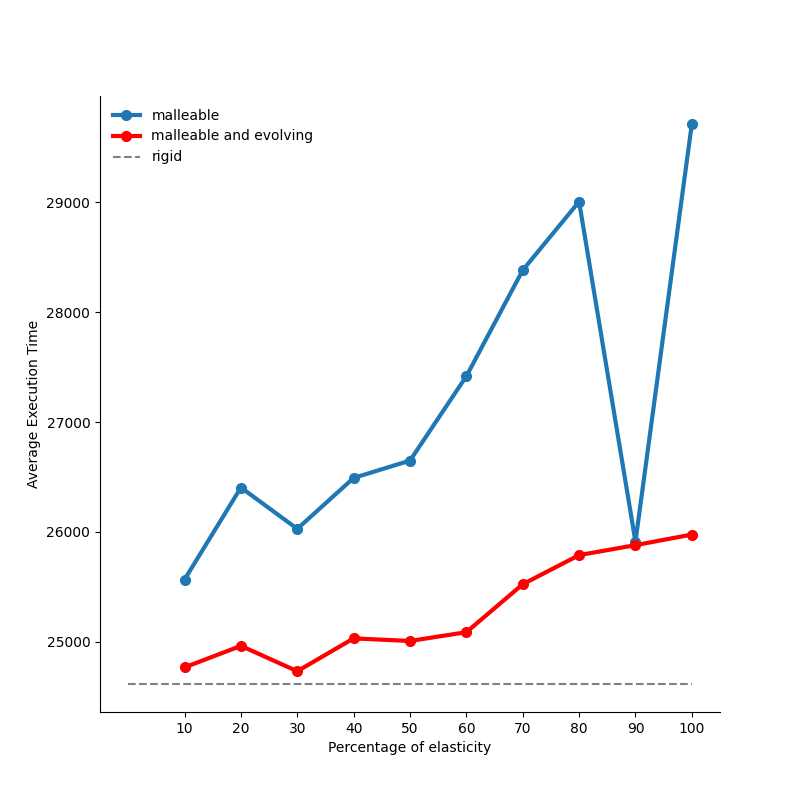 malleable
malleable and evolving
rigid
Average Execution Time
29000
28000
27000
26000
25000
10 20 30 40 50 60 70 80 90 100
Percentage of elasticity